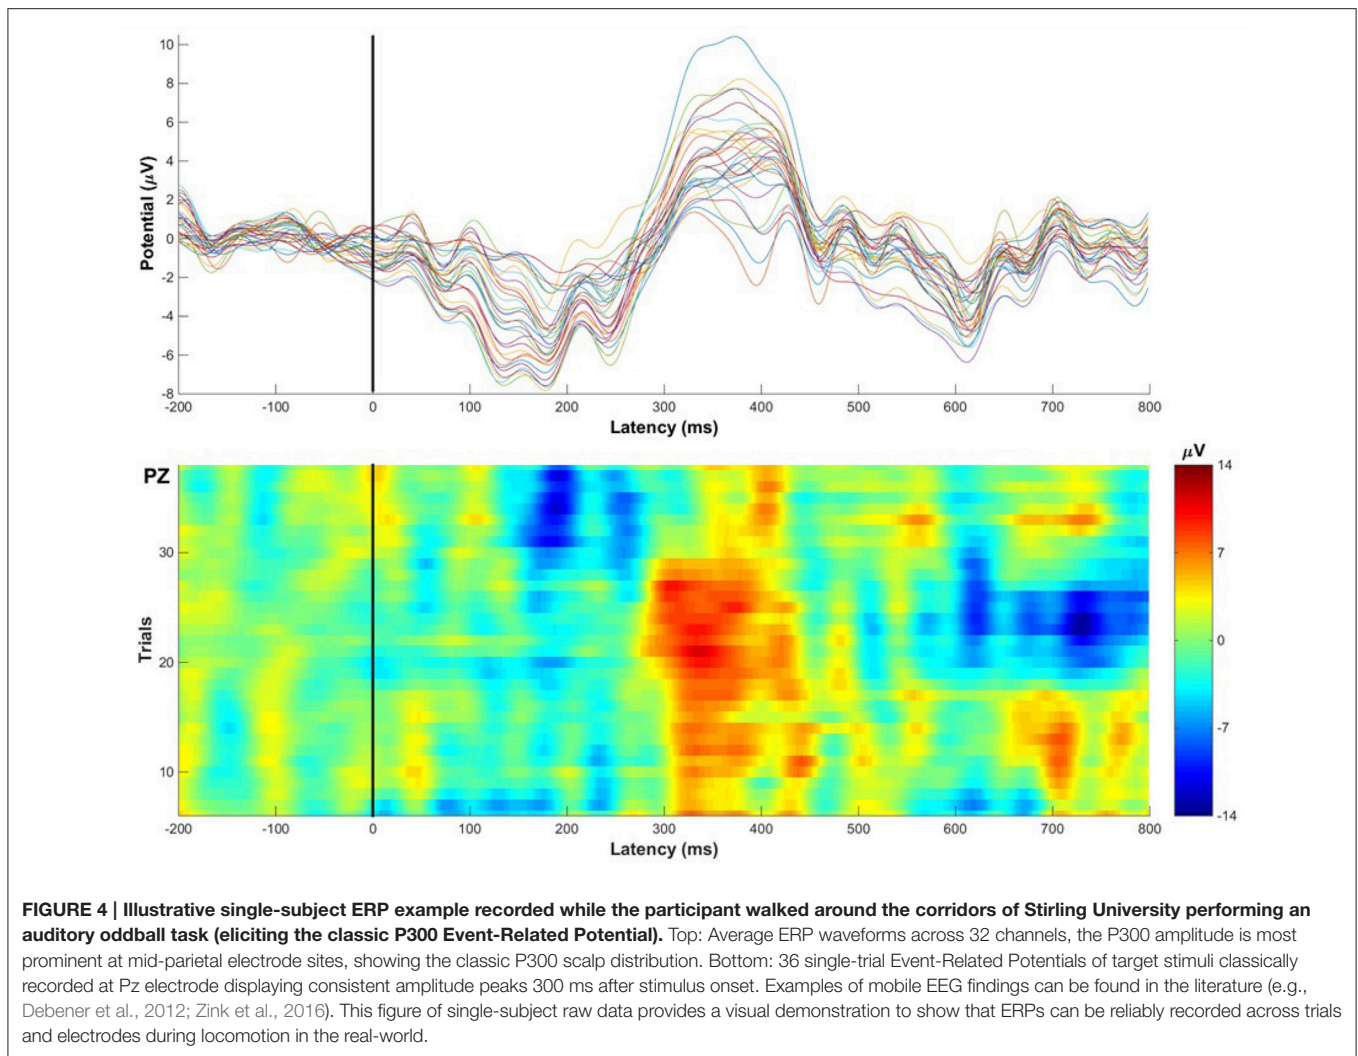 10
8
6
4
2
0
-2
-4
-6
-8
Potential (µV)
-200 -100 0 100 200 300 400 500 600 700 800
Latency (ms)
PZ
30
20
10
Trials
-200 -100 0 100 200 300 400 500 600 700 800
Latency (ms)
µV
14
7
0
-7
-14
FIGURE 4 | Illustrative single-subject ERP example recorded while the participant walked around the corridors of Stirling University performing an
auditory oddball task (eliciting the classic P300 Event-Related Potential). Top: Average ERP waveforms across 32 channels, the P300 amplitude is most
prominent at mid-parietal electrode sites, showing the classic P300 scalp distribution. Bottom: 36 single-trial Event-Related Potentials of target stimuli classically
recorded at Pz electrode displaying consistent amplitude peaks 300 ms after stimulus onset. Examples of mobile EEG findings can be found in the literature (e.g.,
Debener et al., 2012; Zink et al., 2016). This figure of single-subject raw data provides a visual demonstration to show that ERPs can be reliably recorded across trials
and electrodes during locomotion in the real-world.